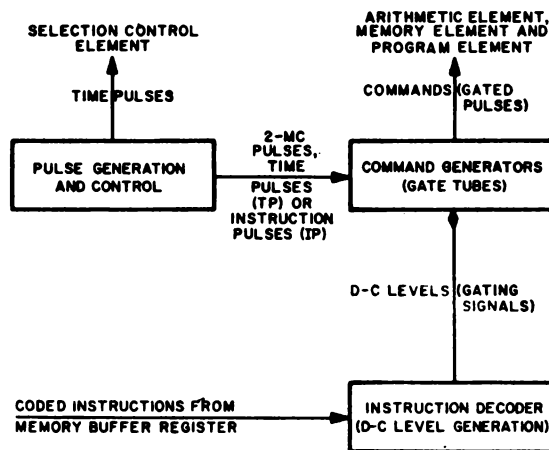 SELECTION CONTROL
ELEMENT
ARITHMETIC ELEMENT,
MEMORY ELEMENT AND
PROGRAM ELEMENT
TIME PULSES
COMMANDS (GATED
PULSES)
PULSE GENERATION
AND CONTROL
2-MC
PULSES,
TIME
PULSES
(TP) OR
INSTRUCTION
PULSES (IP)
COMMAND GENERATORS
(GATE TUBES)
D-C LEVELS (GATING
SIGNALS)
CODED INSTRUCTIONS FROM
MEMORY BUFFER REGISTER
INSTRUCTION DECODER
(D-C LEVEL GENERATION)